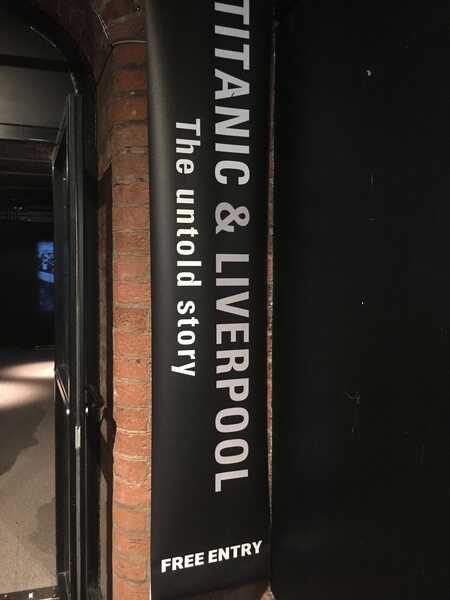 TITANIC & LIVERPOOL
The untold story
FREE ENTRY